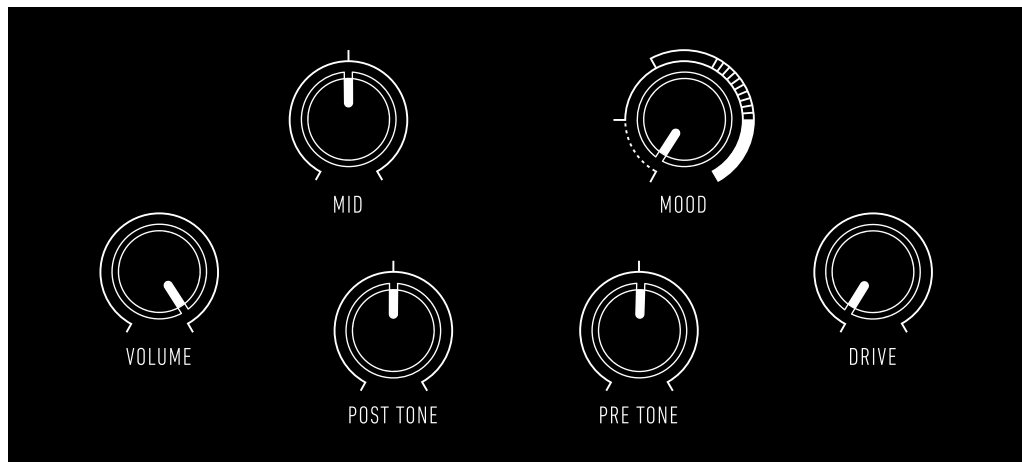 MID
MOOD
VOLUME
DRIVE
POST TONE
PRE TONE